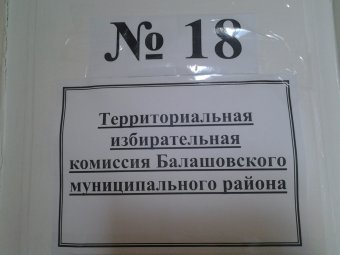 № 18
Территориальная
избирательная
комиссия Балашовского
муниципального района